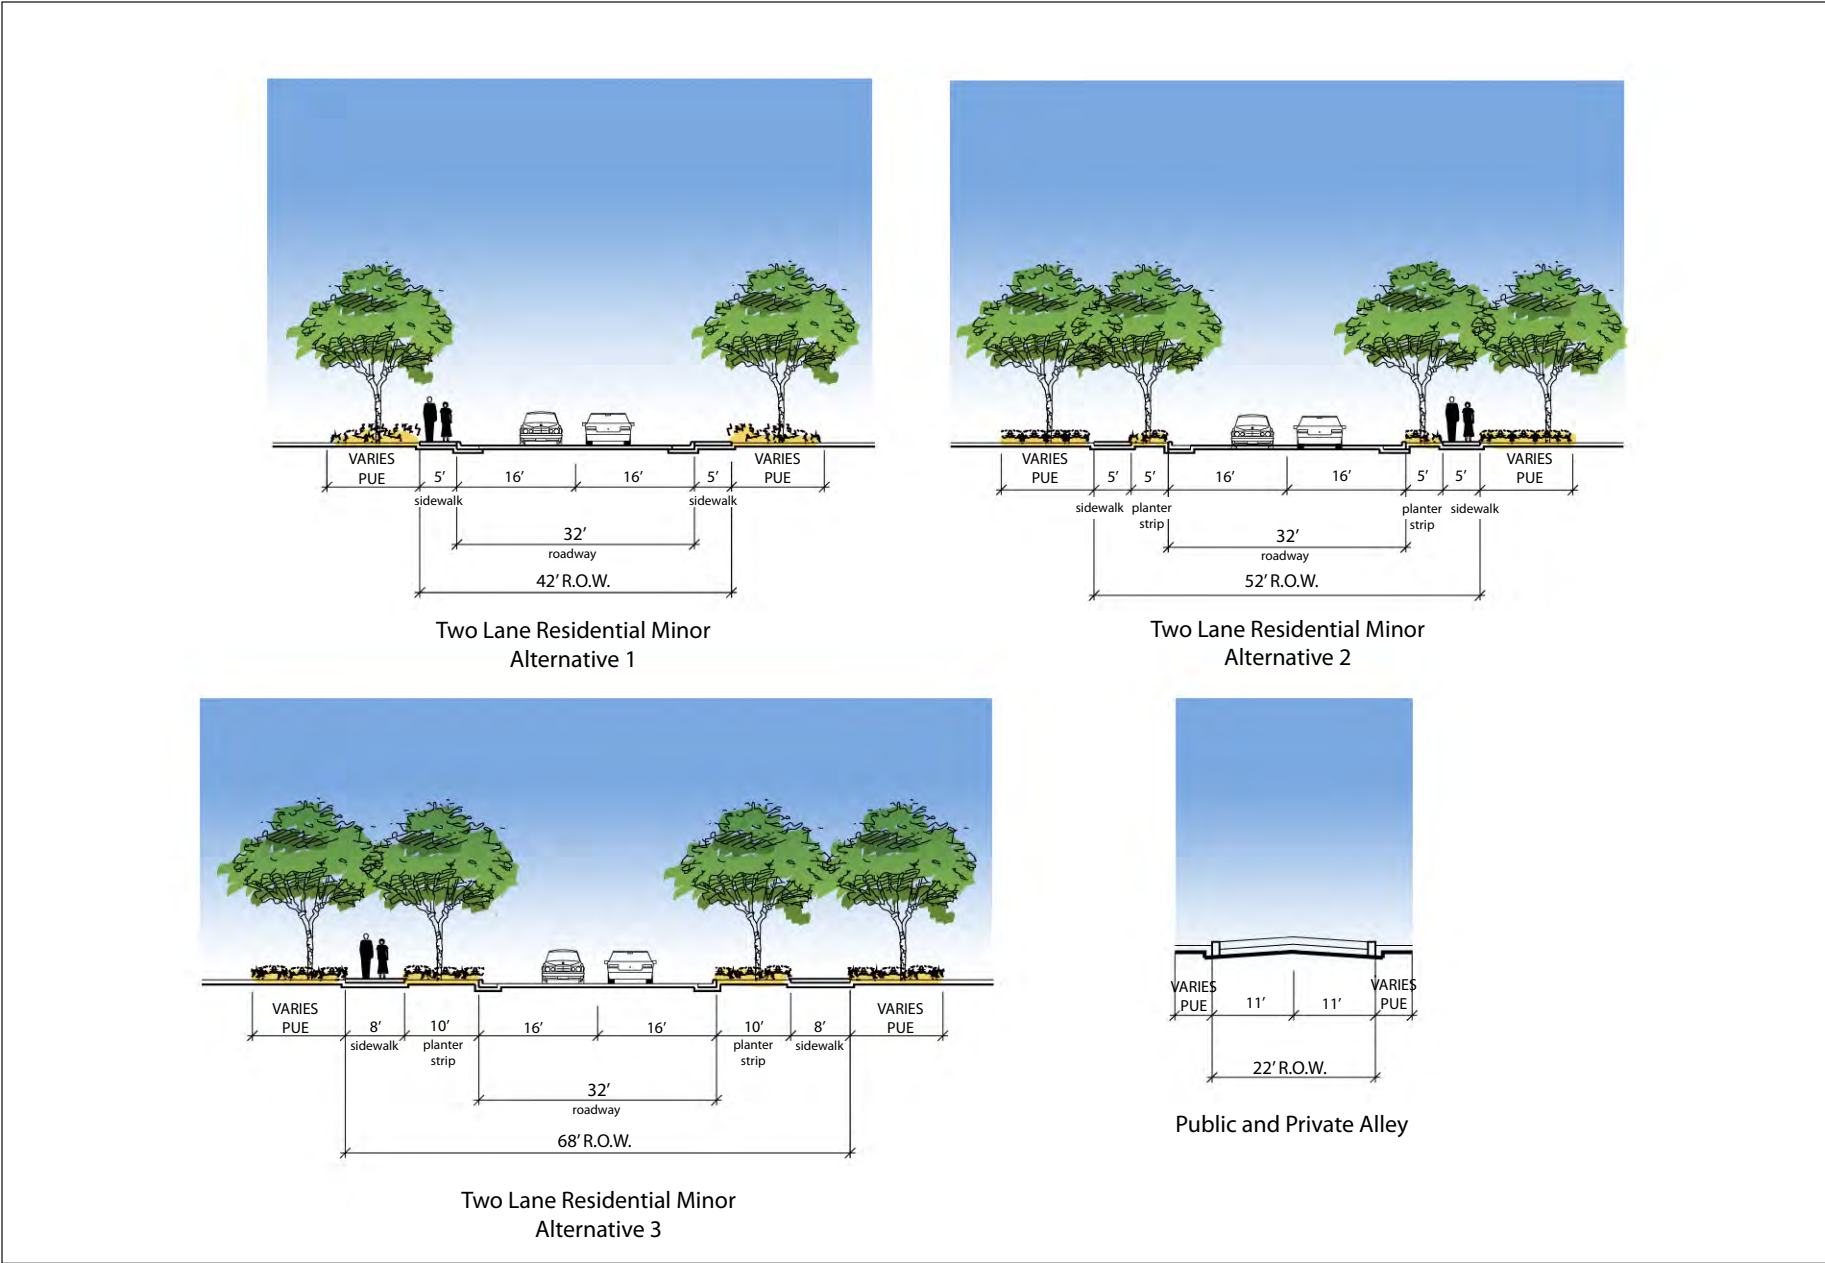 VARIES
PUE
5’
16’
16’
5’
VARIES
PUE
sidewalk
sidewalk
32’
roadway
42’ R.O.W.
Two Lane Residential Minor
Alternative 1
VARIES
PUE
5’
5’
16’
16’
5’
5’
VARIES
PUE
sidewalk
planter
strip
planter
strip
sidewalk
32’
roadway
52’ R.O.W.
Two Lane Residential Minor
Alternative 2
VARIES
PUE
8’
10’
16’
16’
10’
8’
VARIES
PUE
sidewalk
planter
strip
planter
strip
sidewalk
32’
roadway
68’ R.O.W.
Two Lane Residential Minor
Alternative 3
VARIES
PUE
11’
11’
VARIES
PUE
22’ R.O.W.
Public and Private Alley